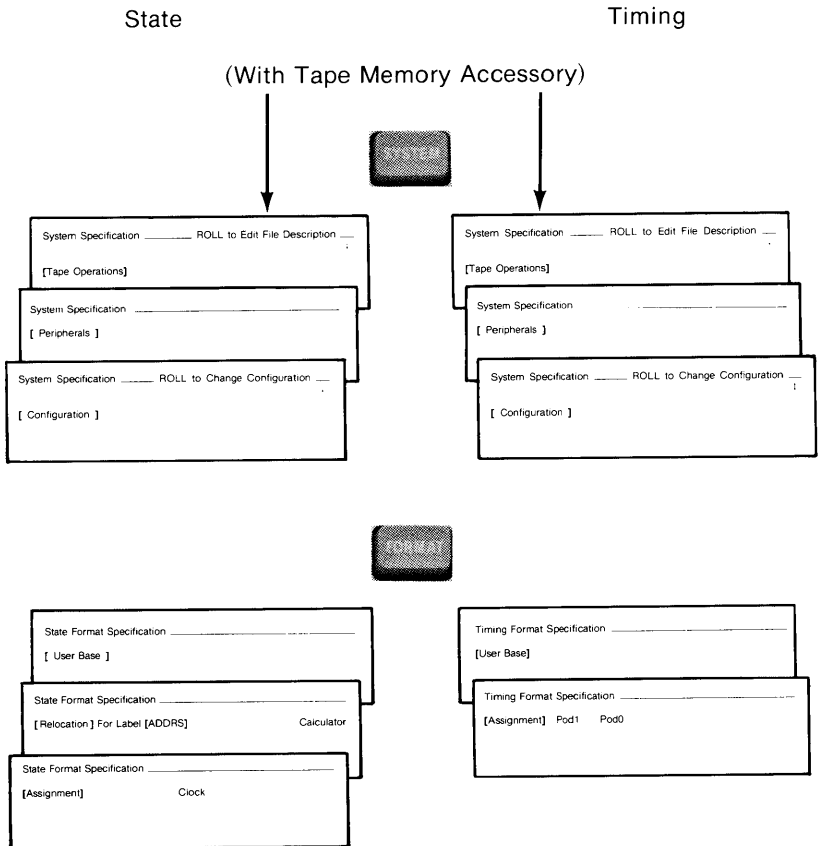 State
Timing
(With Tape Memory Accessory)
SYSTEM
System Specification ROLL to Edit File Description
[Tape Operations]
System Specification
[ Peripherals ]
System Specification ROLL to Change Configuration
[ Configuration ]
System Specification ROLL to Edit File Description
[Tape Operations]
System Specification
[ Peripherals ]
System Specification ROLL to Change Configuration
[ Configuration ]
FORMAT
State Format Specification
[ User Base ]
State Format Specification
[Relocation] For Label [ADDRS] Calculator
State Format Specification
[Assignment] Clock
Timing Format Specification
[User Base]
Timing Format Specification
[Assignment] Pod1 Pod0